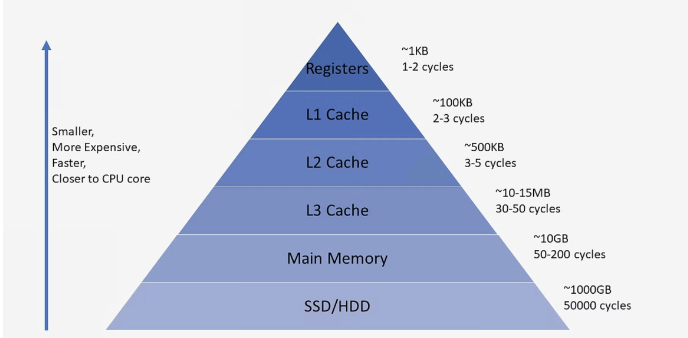 Smaller,
More Expensive,
Faster,
Closer to CPU core
Registers
~1KB
1-2 cycles
L1 Cache
~100KB
2-3 cycles
L2 Cache
~500KB
3-5 cycles
L3 Cache
~10-15MB
30-50 cycles
Main Memory
~10GB
50-200 cycles
SSD/HDD
~1000GB
50000 cycles